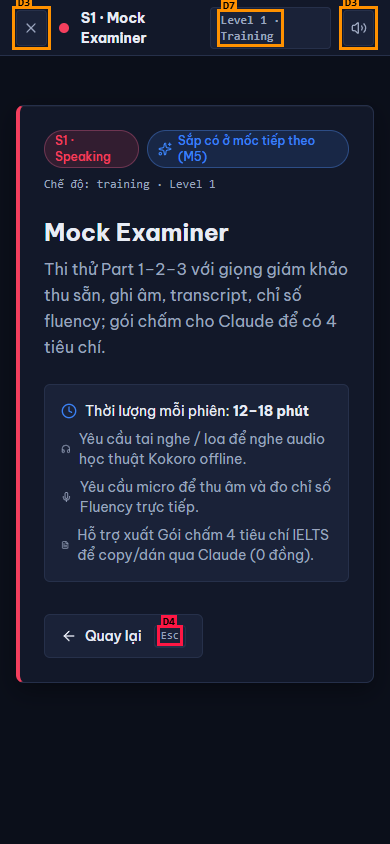 D3
D7
D3
S1 · Mock
Examiner
Level 1 ·
Training
S1 ·
Speaking
Sắp có ở mốc tiếp theo
(M5)
Chế độ: training · Level 1
Mock Examiner
Thi thử Part 1–2–3 với giọng giám khảo
thu sẵn, ghi âm, transcript, chỉ số
fluency; gói chấm cho Claude để có 4
tiêu chí.
Thời lượng mỗi phiên: 12–18 phút
Yêu cầu tai nghe / loa để nghe audio
học thuật Kokoro offline.
Yêu cầu micro để thu âm và đo chỉ số
Fluency trực tiếp.
Hỗ trợ xuất Gói chấm 4 tiêu chí IELTS
để copy/dán qua Claude (0 đồng).
D4
Quay lại Esc